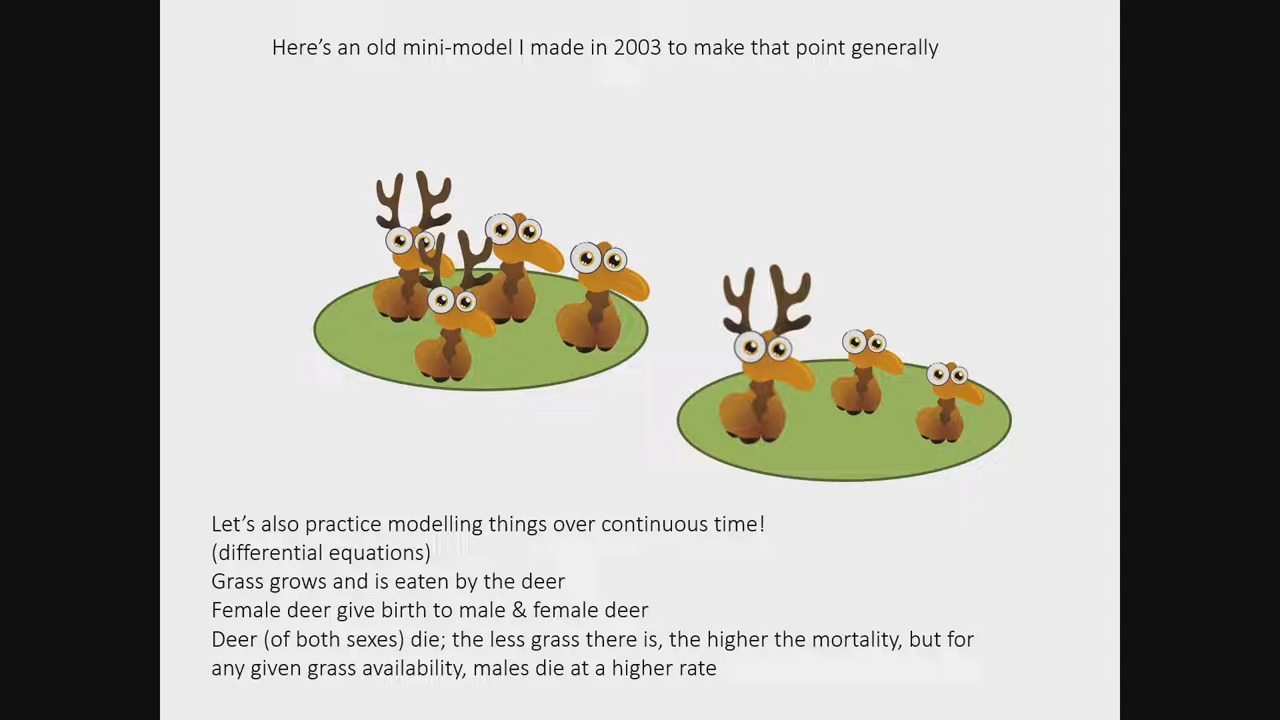 Here’s an old mini-model I made in 2003 to make that point generally
Let’s also practice modelling things over continuous time!
(differential equations)
Grass grows and is eaten by the deer
Female deer give birth to male & female deer
Deer (of both sexes) die; the less grass there is, the higher the mortality, but for
any given grass availability, males die at a higher rate